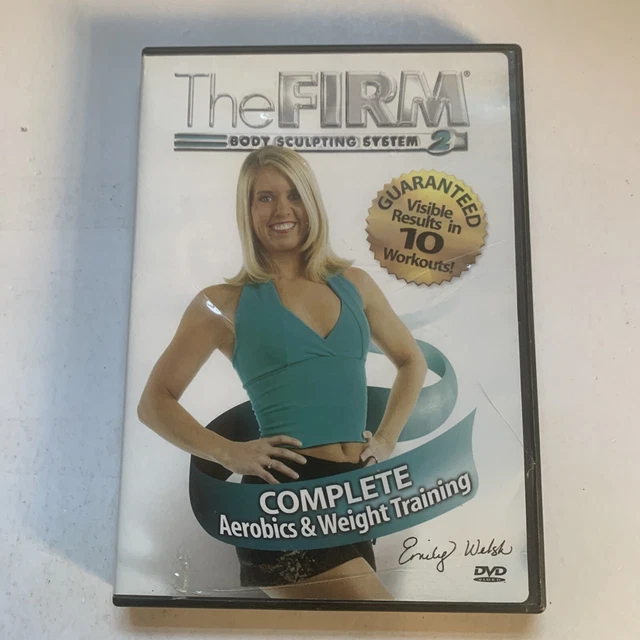 The FIRM®
BODY SCULPTING SYSTEM 2
GUARANTEED
Visible
Results in
10
Workouts!
COMPLETE
Aerobics & Weight Training
Emily Welsh
DVD
VIDEO